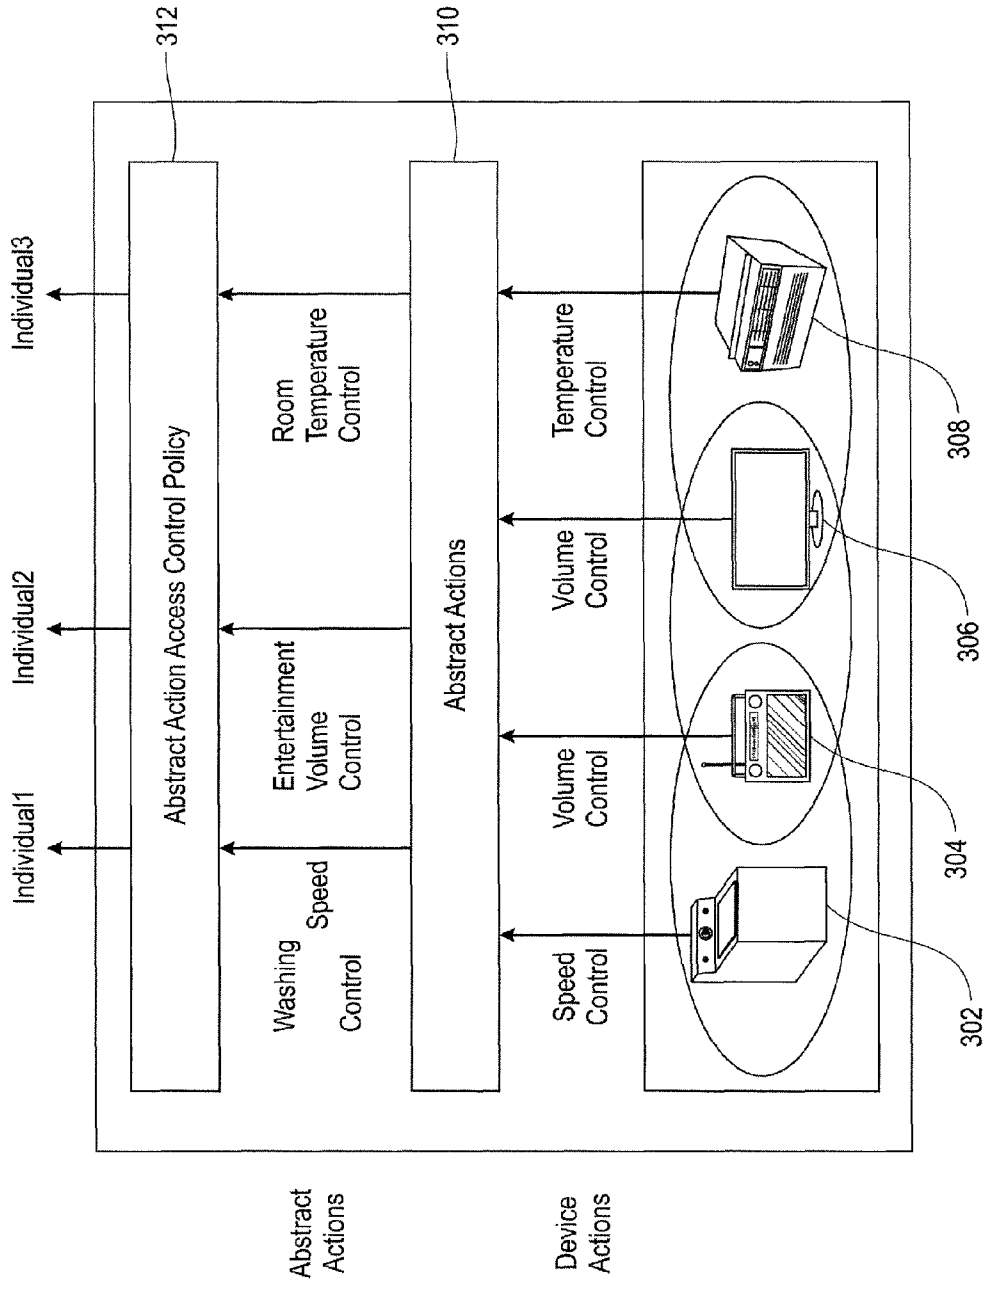 Individual1
Individual2
Individual3
Abstract Action Access Control Policy
312
Abstract
Actions
Washing
Speed
Control
Entertainment
Volume
Control
Room
Temperature
Control
Abstract Actions
310
Device
Actions
Speed
Control
Volume
Control
Volume
Control
Temperature
Control
302
304
306
308